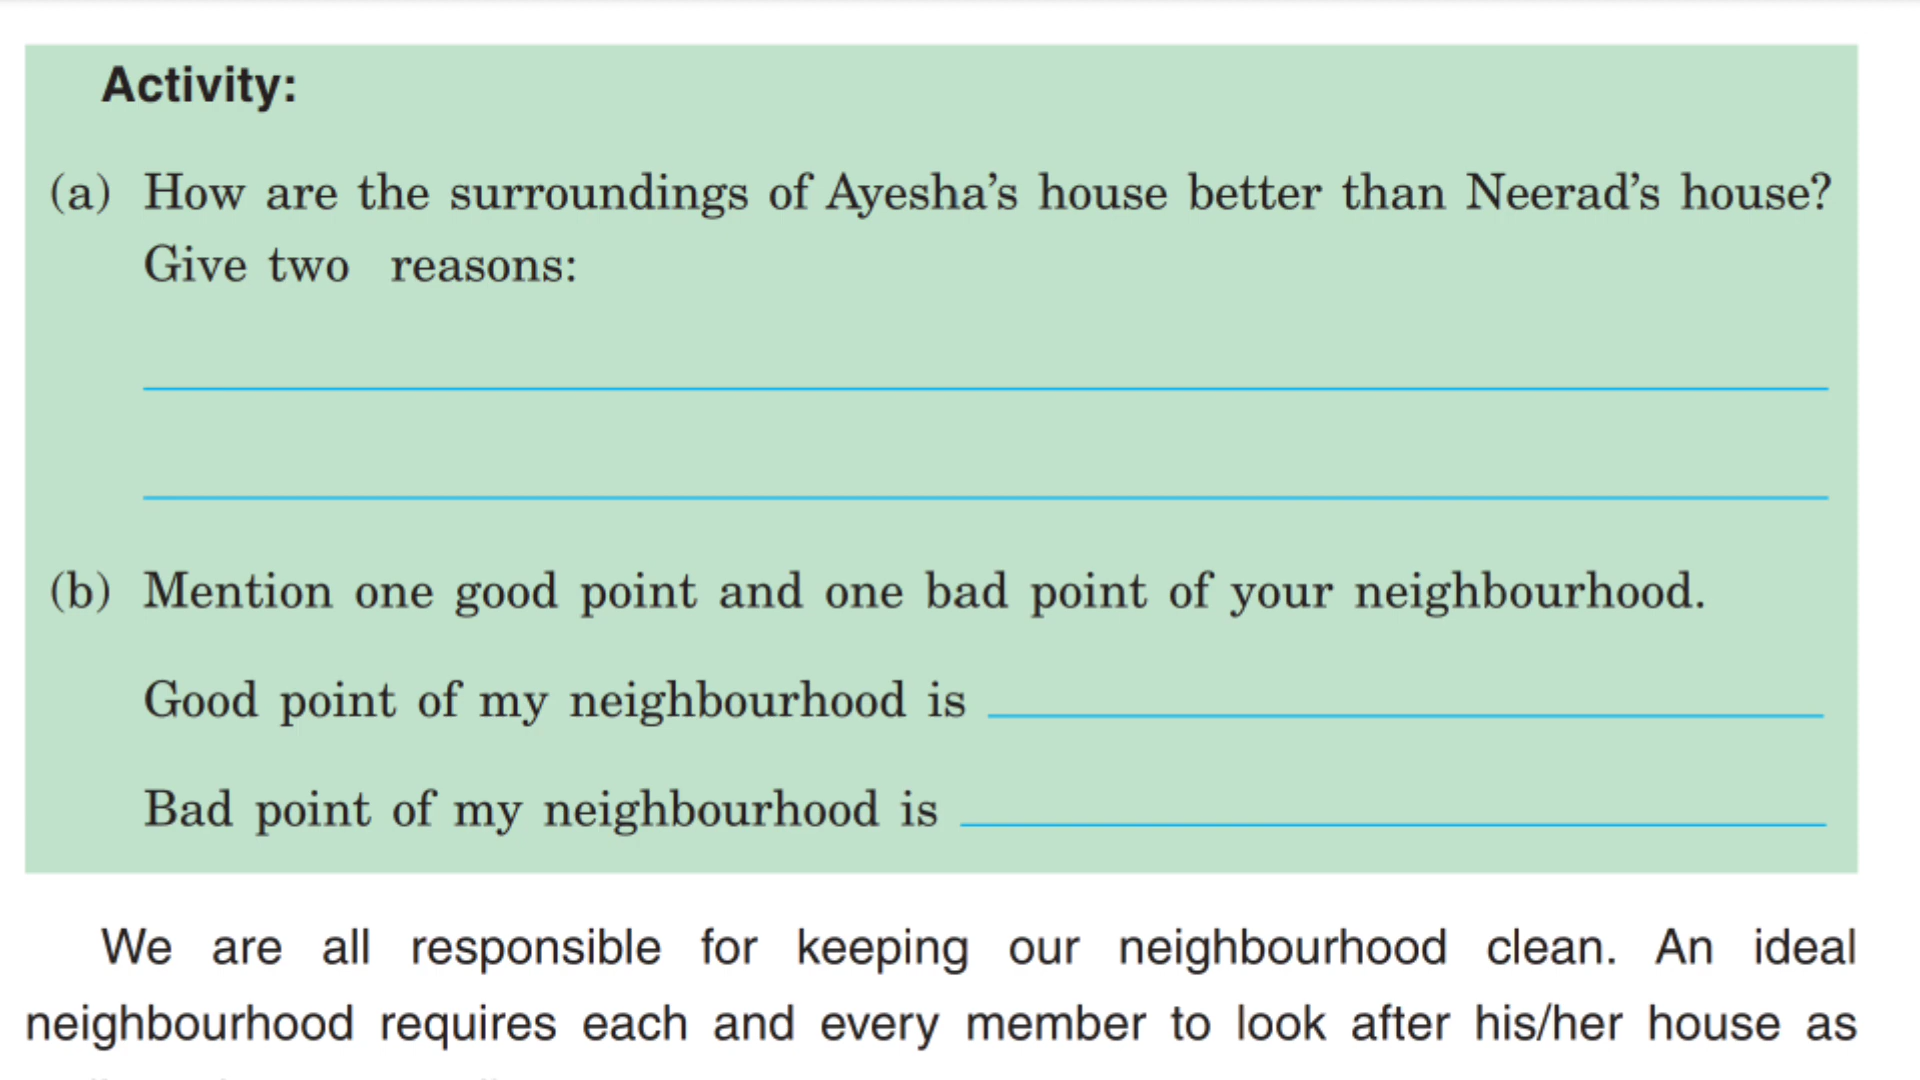 Activity:
(a) How are the surroundings of Ayesha’s house better than Neerad’s house?
Give two reasons:
(b) Mention one good point and one bad point of your neighbourhood.
Good point of my neighbourhood is
Bad point of my neighbourhood is
We are all responsible for keeping our neighbourhood clean. An ideal
neighbourhood requires each and every member to look after his/her house as